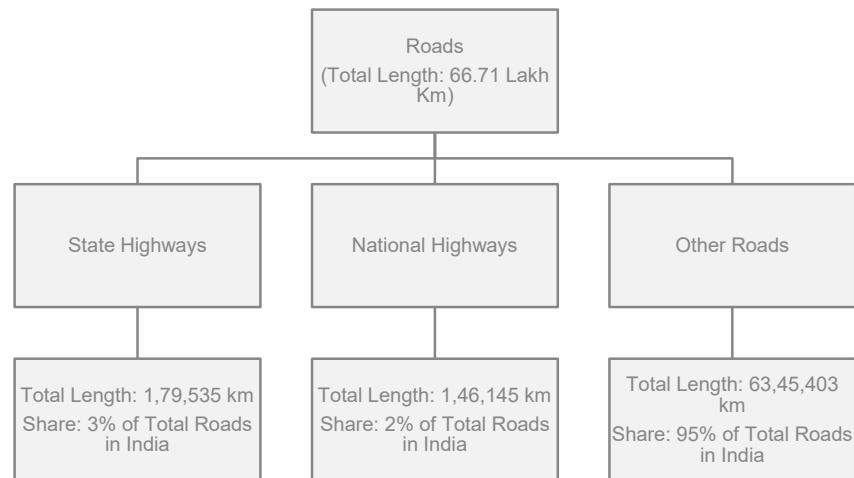 Roads
(Total Length: 66.71 Lakh
Km)
State Highways
National Highways
Other Roads
Total Length: 1,79,535 km
Share: 3% of Total Roads
in India
Total Length: 1,46,145 km
Share: 2% of Total Roads
in India
Total Length: 63,45,403
km
Share: 95% of Total Roads
in India